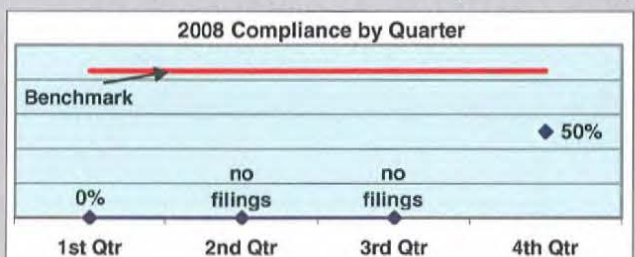 2008 Compliance by Quarter
Benchmark
50%
no
no
0%
filings
filings
1st Qtr
2nd Qtr
3rd Qtr
4th Qtr